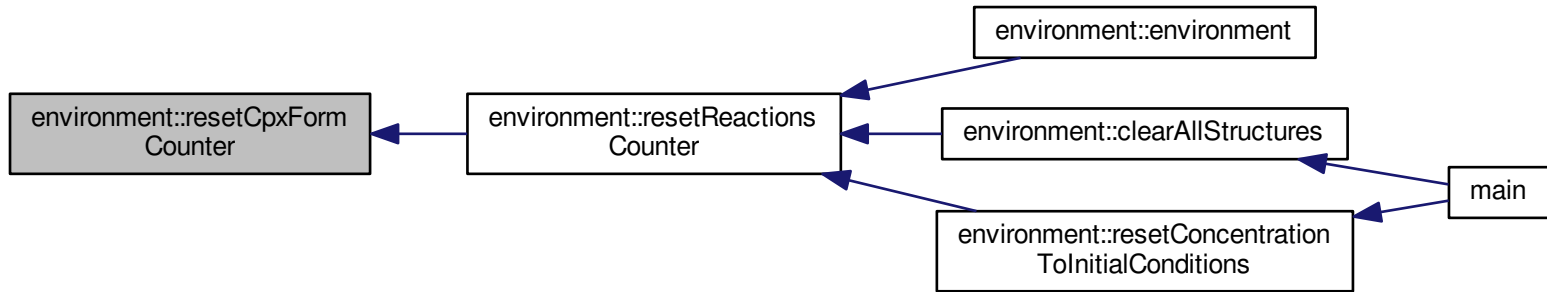 environment::resetCpxForm
Counter
environment::resetReactions
Counter
environment::environment
environment::clearAllStructures
environment::resetConcentration
ToInitialConditions
main